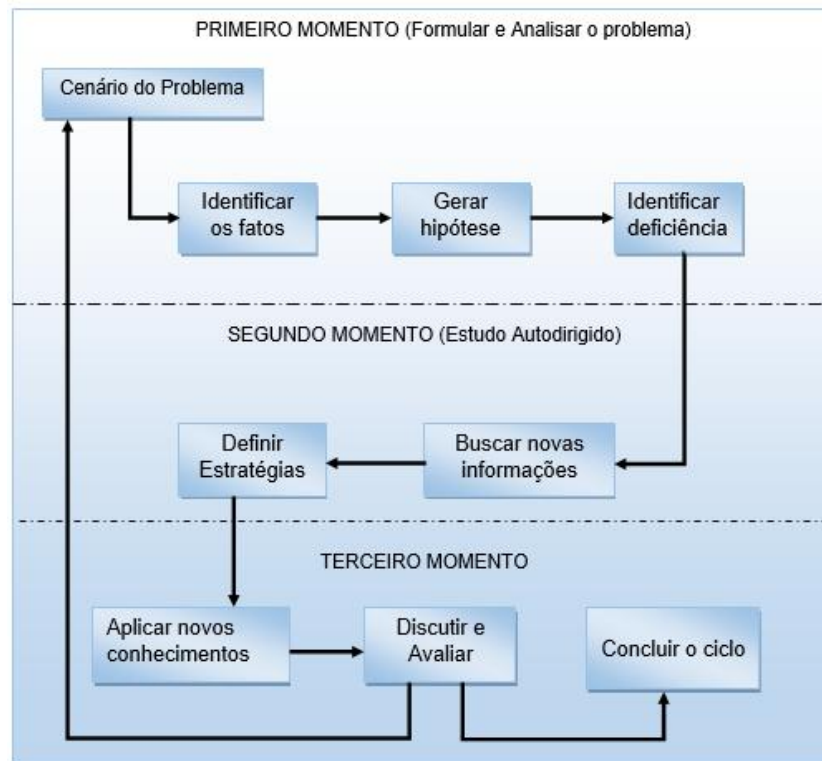 PRIMEIRO MOMENTO (Formular e Analisar o problema)
Cenário do Problema
Identificar
os fatos
Gerar
hipótese
Identificar
deficiência
SEGUNDO MOMENTO (Estudo Autodirigido)
Definir
Estratégias
Buscar novas
informações
TERCEIRO MOMENTO
Aplicar novos
conhecimentos
Discutir e
Avaliar
Concluir o ciclo